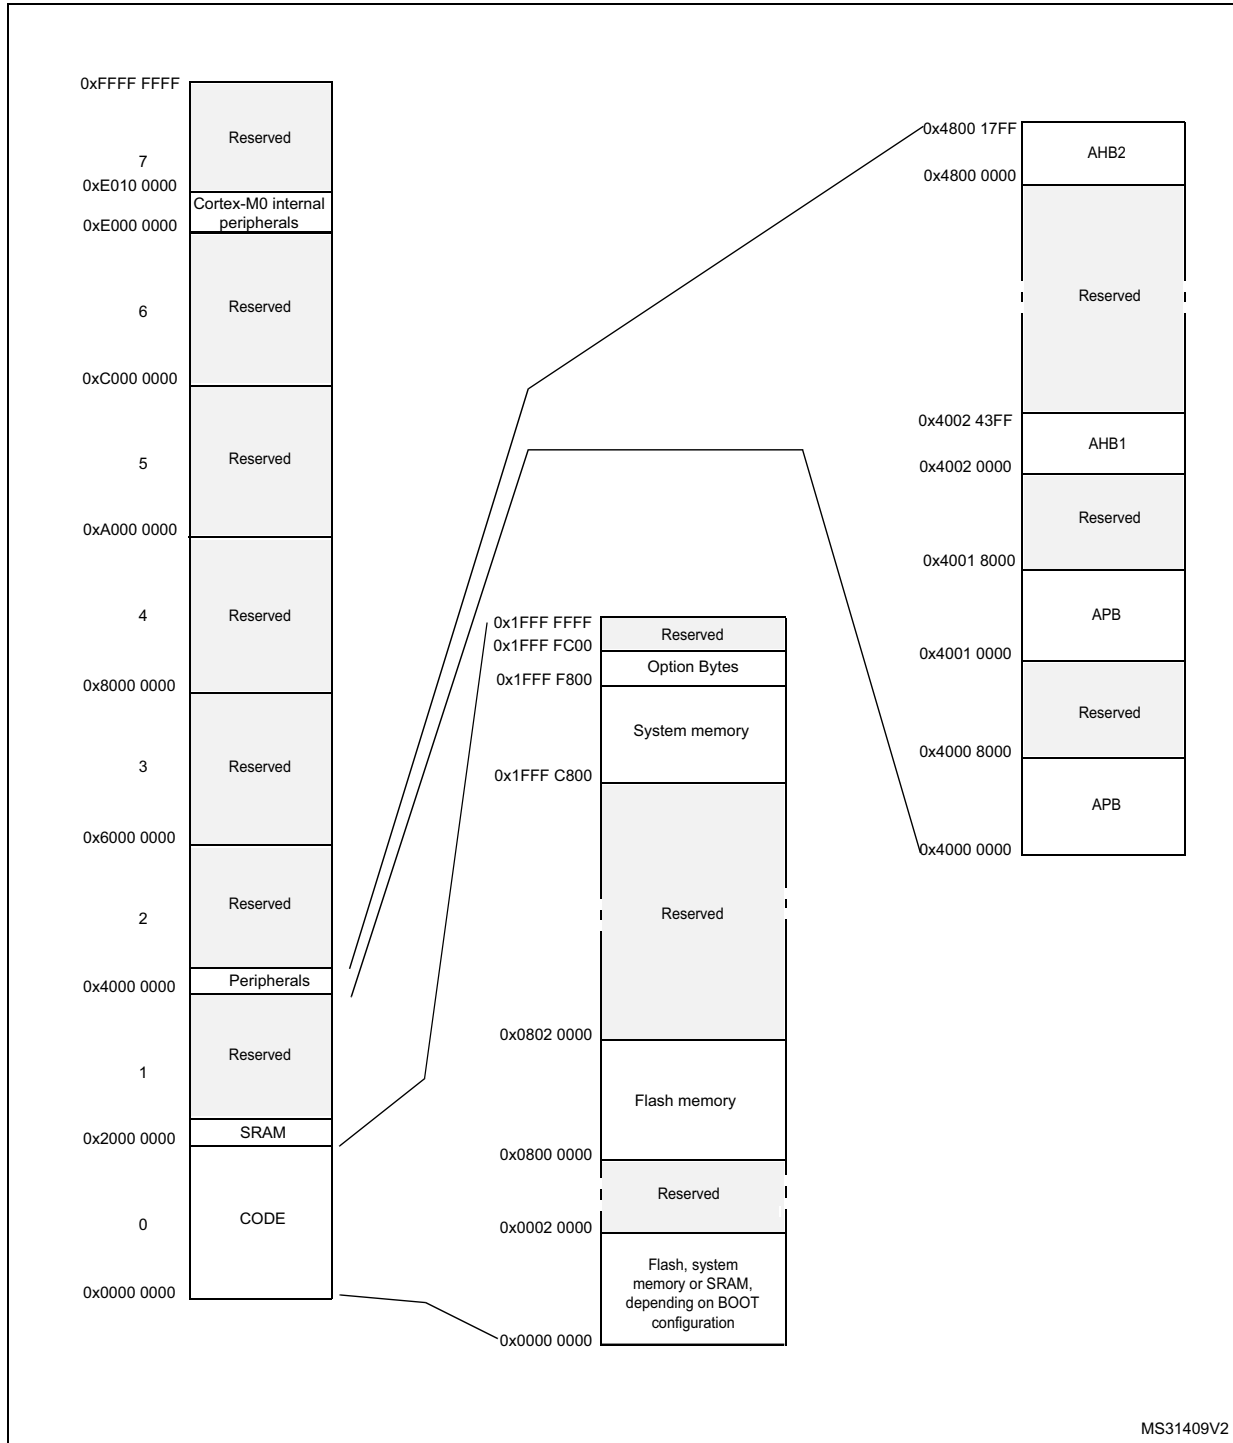 0xFFFF FFFF
Reserved
7
0xE010 0000
Cortex-M0 internal
peripherals
0xE000 0000
Reserved
6
0xC000 0000
Reserved
5
0xA000 0000
Reserved
4
0x8000 0000
Reserved
3
0x6000 0000
Reserved
2
Peripherals
0x4000 0000
Reserved
1
SRAM
0x2000 0000
CODE
0
0x0000 0000
0x1FFF FFFF
Reserved
0x1FFF FC00
Option Bytes
0x1FFF F800
System memory
0x1FFF C800
Reserved
0x0802 0000
Flash memory
0x0800 0000
Reserved
0x0002 0000
Flash, system
memory or SRAM,
depending on BOOT
configuration
0x0000 0000
0x4800 17FF
AHB2
0x4800 0000
Reserved
0x4002 43FF
AHB1
0x4002 0000
Reserved
0x4001 8000
APB
0x4001 0000
Reserved
0x4000 8000
APB
0x4000 0000
MS31409V2